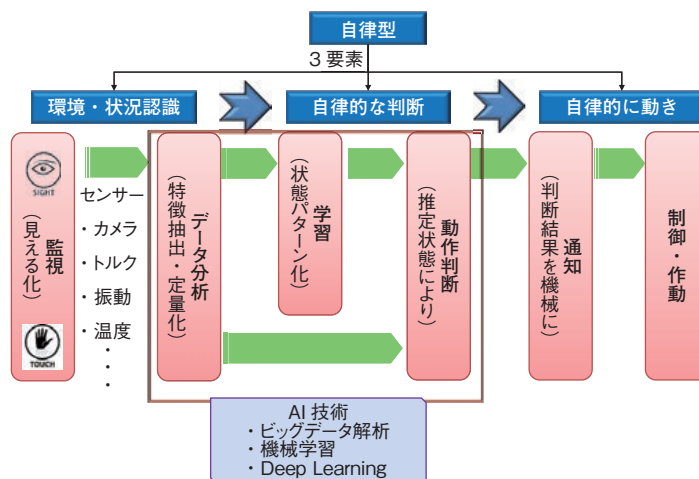 自律型
3 要素
環境・状況認識
自律的な判断
自律的に動き
SIGHT
監視
（見える化）
TOUCH
センサー
・カメラ
・トルク
・振動
・温度
・
・
・
データ分析
（特徴抽出・定量化）
学習
（状態パターン化）
動作判断
（推定状態により）
通知
（判断結果を機械に）
制御・作動
AI 技術
・ビッグデータ解析
・機械学習
・Deep Learning